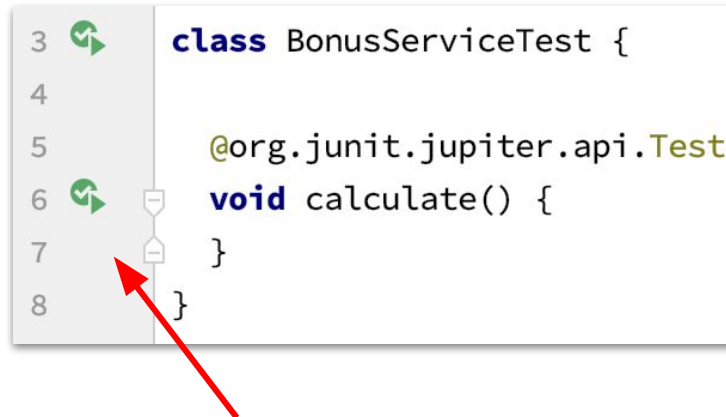 3 class BonusServiceTest {
4
5 @org.junit.jupiter.api.Test
6 void calculate() {
7 }
8 }